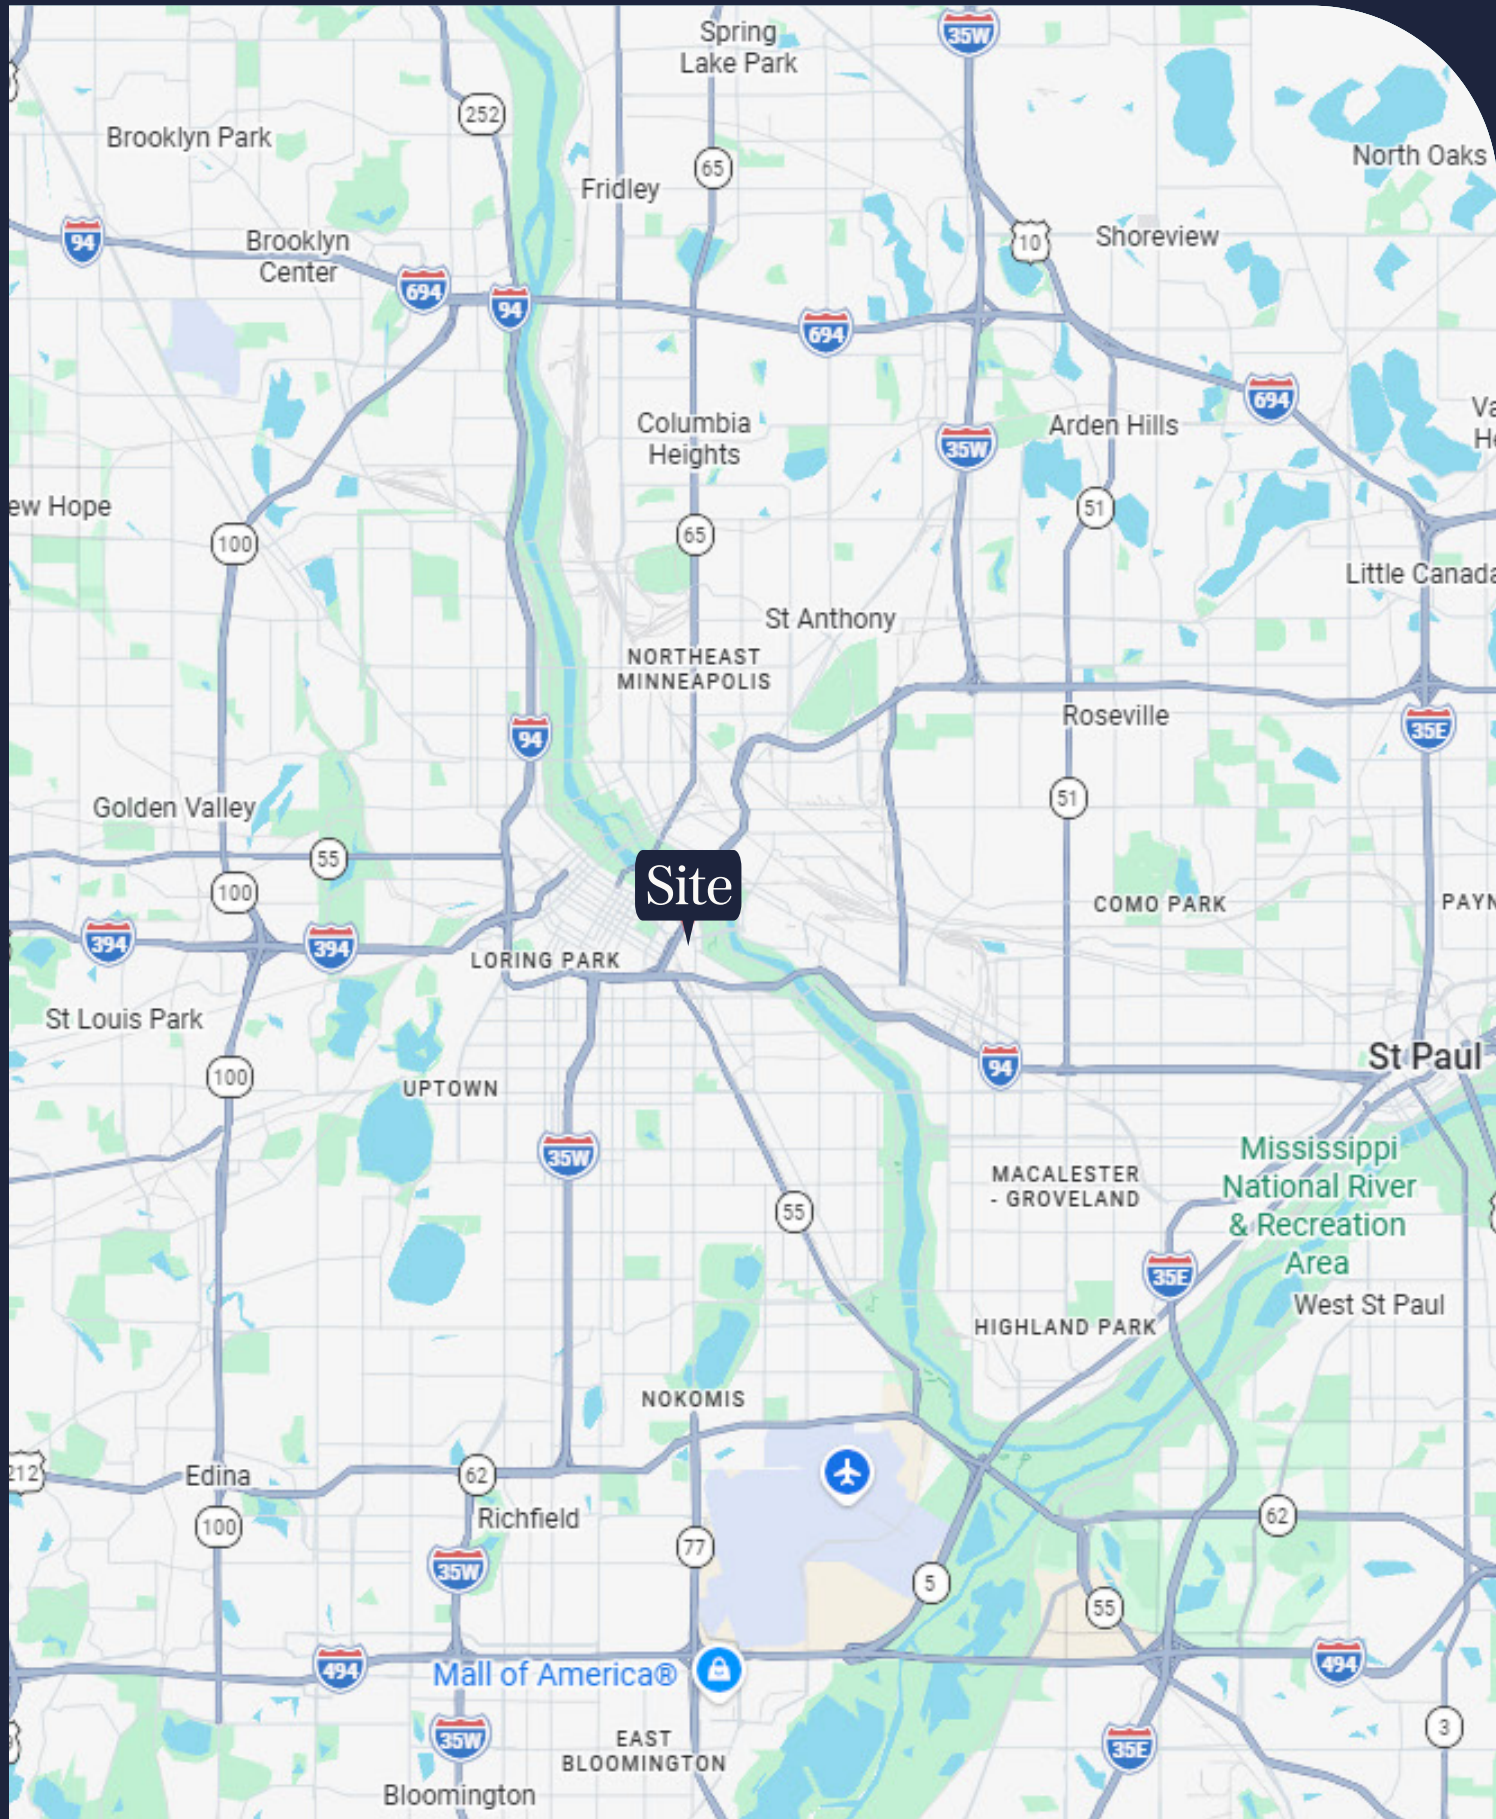 Spring
Lake Park
35W
252
Brooklyn Park
65
North Oaks
Fridley
94
Brooklyn
Center
10
Shoreview
694
94
694
694
Columbia
Heights
35W
Arden Hills
ew Hope
51
100
65
Little Canada
St Anthony
NORTHEAST
MINNEAPOLIS
94
Roseville
35E
51
Golden Valley
55
Site
100
COMO PARK
PAYN
394
394
LORING PARK
St Louis Park
St Paul
94
100
UPTOWN
35W
Mississippi
National River
& Recreation
Area
MACALESTER
- GROVELAND
55
35E
West St Paul
HIGHLAND PARK
NOKOMIS
212
Edina
62
Richfield
62
100
77
35W
5
55
494
Mall of America®
494
35W
EAST
BLOOMINGTON
3
35E
Bloomington